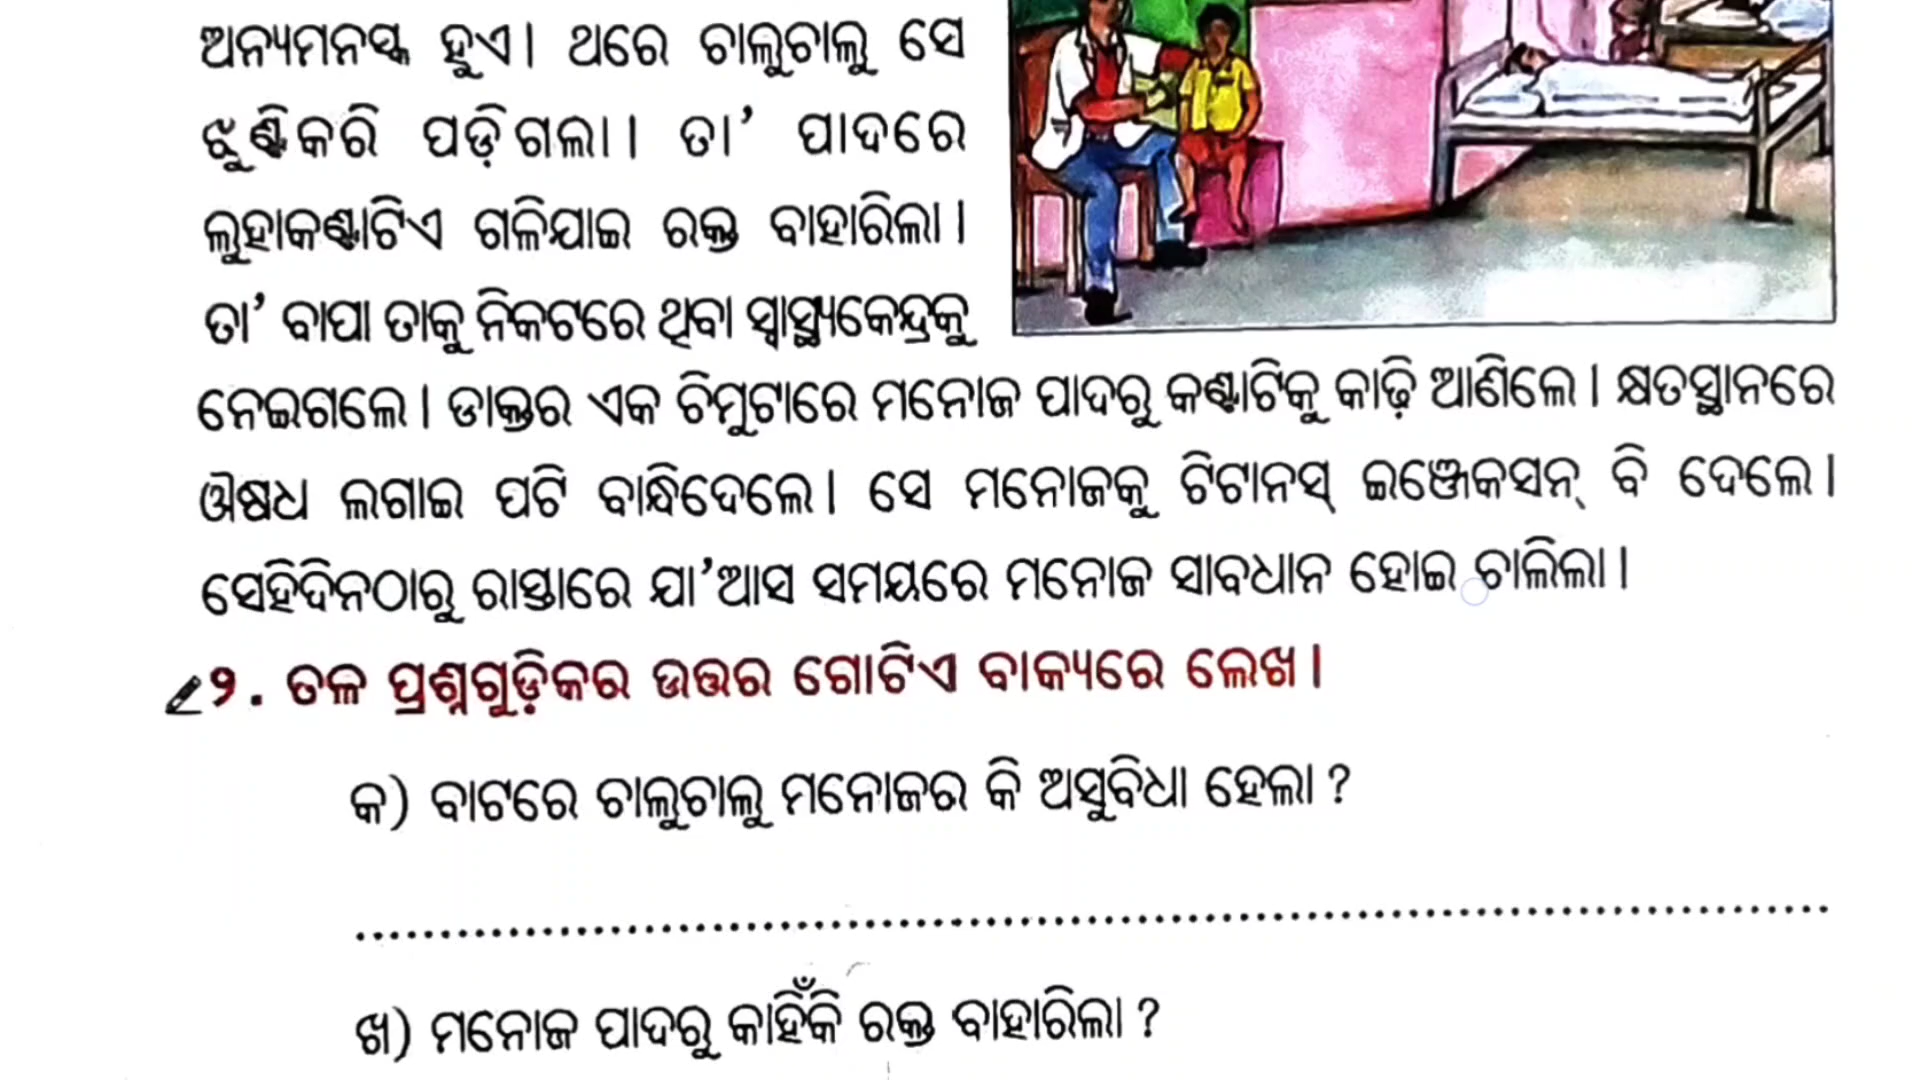 ଅନ୍ୟମନସ୍କ ହୁଏ। ଥରେ ଚାଲୁଚାଲୁ ସେ
ଝୁଣ୍ଟିକରି ପଡ଼ିଗଲା। ତା' ପାଦରେ
ଲୁହାକଣ୍ଟାଟିଏ ଗଳିଯାଇ ରକ୍ତ ବାହାରିଲା।
ତା' ବାପା ତାକୁ ନିକଟରେ ଥିବା ସ୍ୱାସ୍ଥ୍ୟକେନ୍ଦ୍ରକୁ
ନେଇଗଲେ। ଡାକ୍ତର ଏକ ଚିମୁଟାରେ ମନୋଜ ପାଦରୁ କଣ୍ଟାଟିକୁ କାଢ଼ି ଆଣିଲେ। କ୍ଷତସ୍ଥାନରେ
ଔଷଧ ଲଗାଇ ପଟି ବାନ୍ଧିଦେଲେ। ସେ ମନୋଜକୁ ଟିଟାନସ୍ ଇଞ୍ଜେକସନ୍ ବି ଦେଲେ।
ସେହିଦିନଠାରୁ ରାସ୍ତାରେ ଯା'ଆସ ସମୟରେ ମନୋଜ ସାବଧାନ ହୋଇ ଚାଲିଲା।
୨. ତଳ ପ୍ରଶ୍ନଗୁଡ଼ିକର ଉତ୍ତର ଗୋଟିଏ ବାକ୍ୟରେ ଲେଖ।
କ) ବାଟରେ ଚାଲୁଚାଲୁ ମନୋଜର କି ଅସୁବିଧା ହେଲା ?
ଖ) ମନୋଜ ପାଦରୁ କାହିଁକି ରକ୍ତ ବାହାରିଲା ?